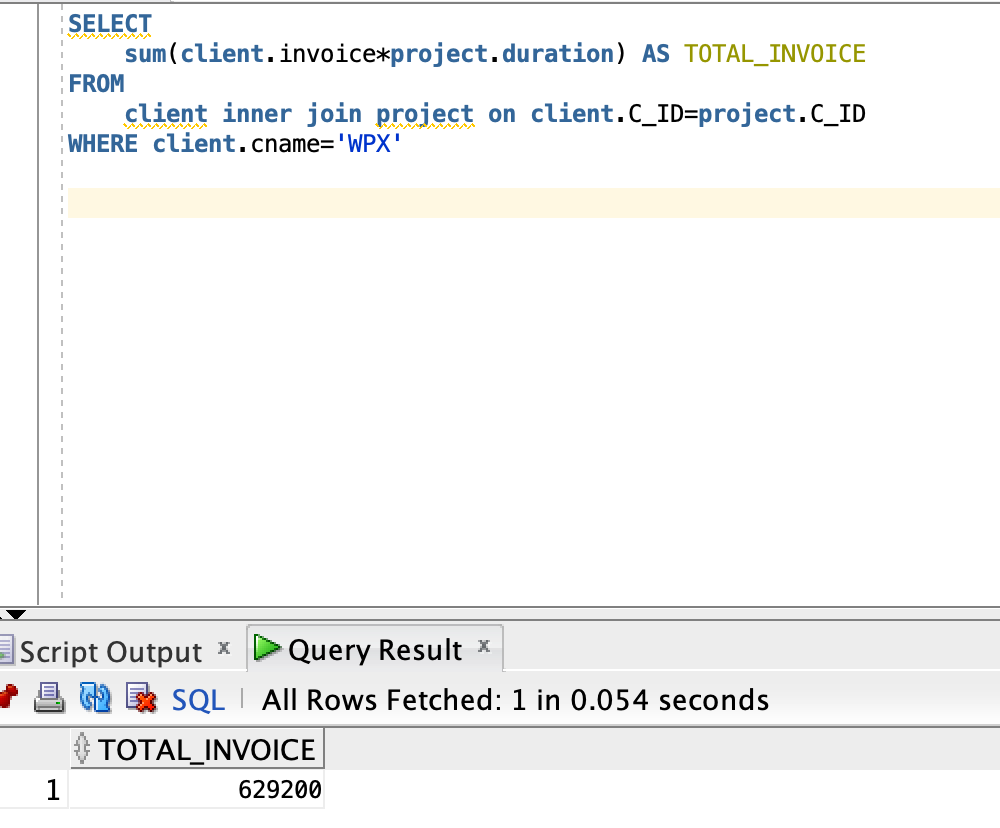 SELECT
sum(client.invoice*project.duration) AS TOTAL_INVOICE
FROM
client inner join project on client.C_ID=project.C_ID
WHERE client.cname='WPX'
Script Output x Query Result x
SQL All Rows Fetched: 1 in 0.054 seconds
TOTAL_INVOICE
1 629200